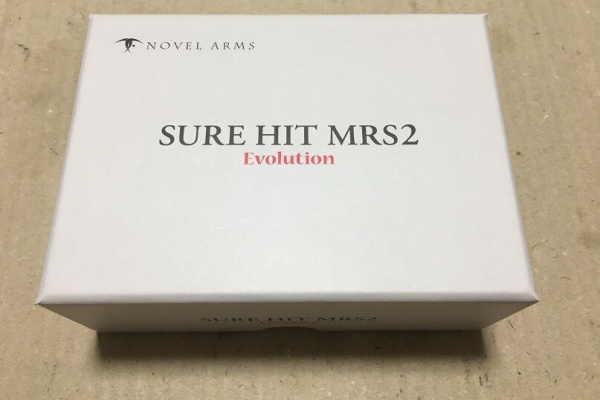 NOVEL ARMS
SURE HIT MRS2
Evolution
SURE HIT MRS2